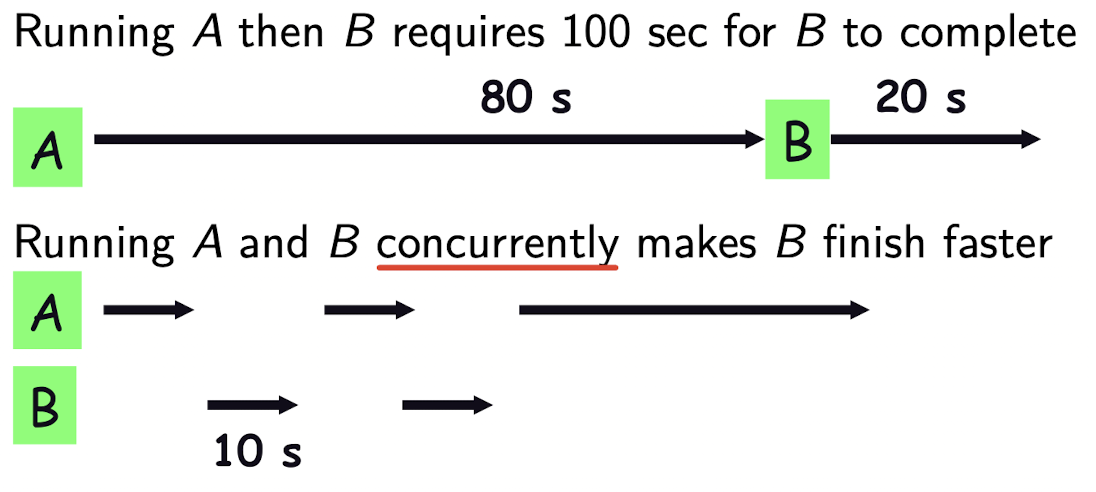 Running A then B requires 100 sec for B to complete
80 s
20 s
A
B
Running A and B concurrently makes B finish faster
A
B
10 s